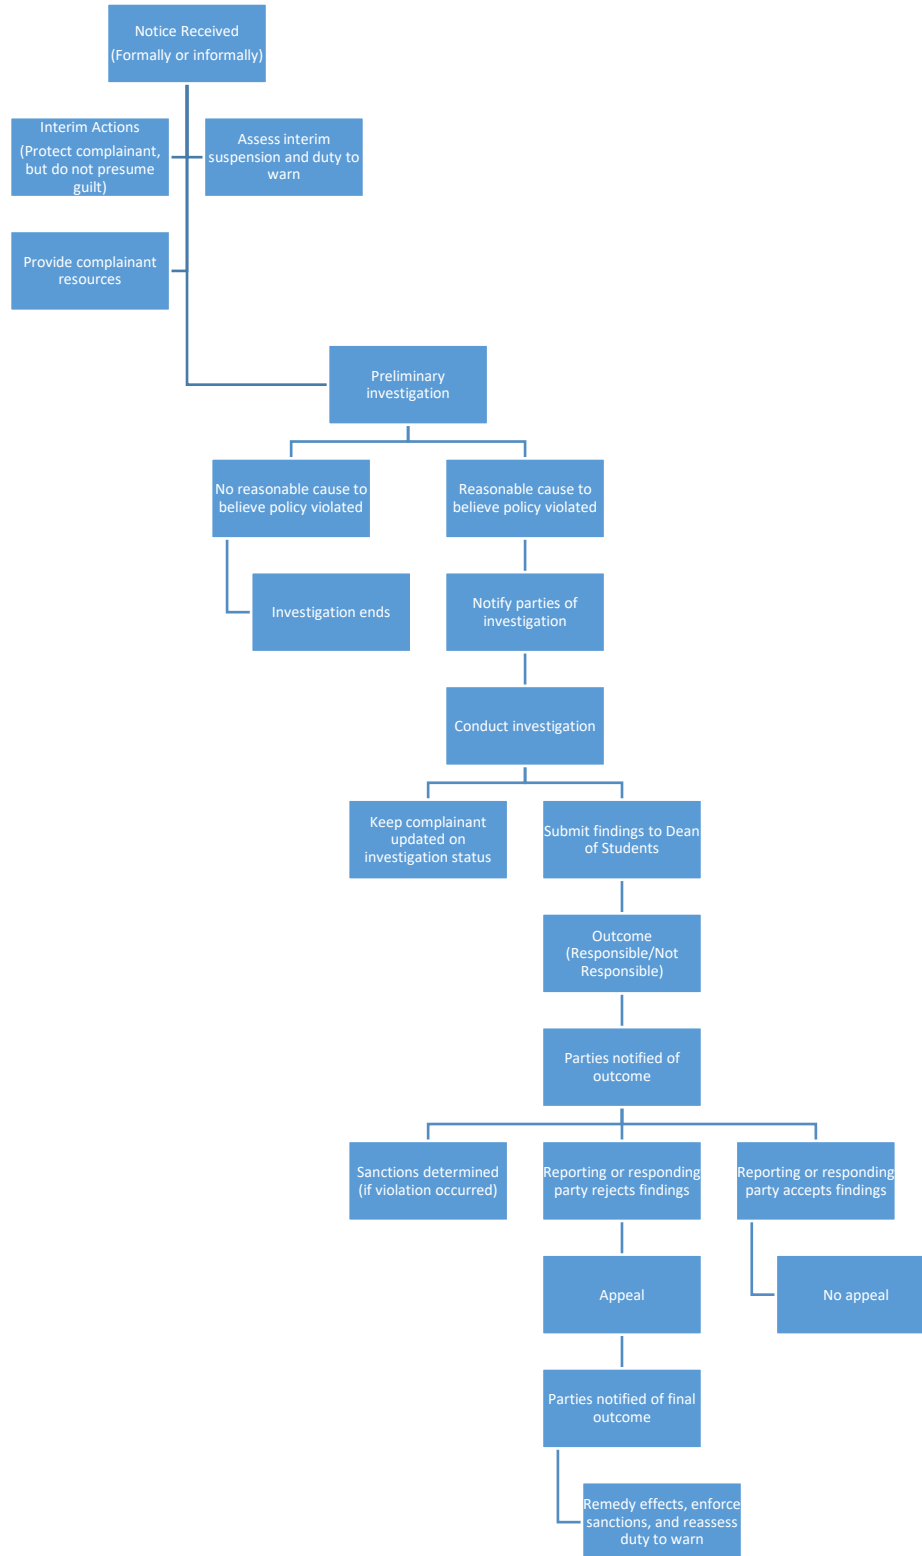 Notice Received
(Formally or informally)
Interim Actions
(Protect complainant,
but do not presume
guilt)
Assess interim
suspension and duty to
warn
Provide complainant
resources
Preliminary
investigation
No reasonable cause to
believe policy violated
Reasonable cause to
believe policy violated
Investigation ends
Notify parties of
investigation
Conduct investigation
Keep complainant
updated on
investigation status
Submit findings to Dean
of Students
Outcome
(Responsible/Not
Responsible)
Parties notified of
outcome
Sanctions determined
(if violation occurred)
Reporting or responding
party rejects findings
Reporting or responding
party accepts findings
Appeal
No appeal
Parties notified of final
outcome
Remedy effects, enforce
sanctions, and reassess
duty to warn